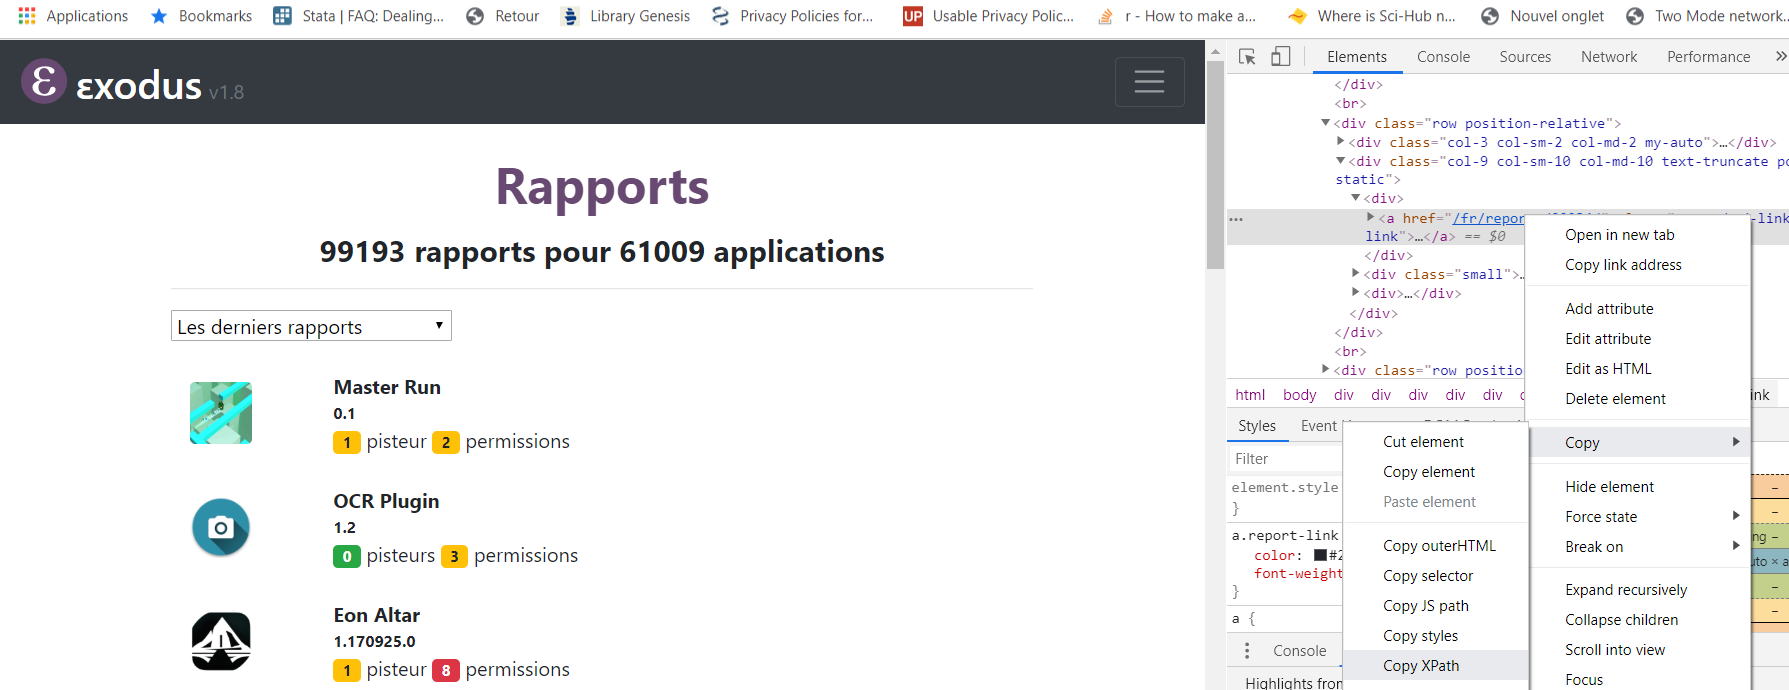 Applications Bookmarks Stata | FAQ: Dealing... Retour Library Genesis Privacy Policies for... UP Usable Privacy Polic... r - How to make a... Where is Sci-Hub n... Nouvel onglet Two Mode network..
ε εxodus v1.8
Rapports
99193 rapports pour 61009 applications
Les derniers rapports
Master Run
0.1
1 pisteur 2 permissions
OCR Plugin
1.2
0 pisteurs 3 permissions
Eon Altar
1.170925.0
1 pisteur 8 permissions
Elements Console Sources Network Performance »
</div>
<br>
▼<div class="row position-relative">
▶<div class="col-3 col-sm-2 col-md-2 my-auto">…</div>
▼<div class="col-9 col-sm-10 col-md-10 text-truncate po
static">
▼<div>
… ▶<a href="/fr/repor -link
link">…</a> == $0
</div>
▶<div class="small">…
▶<div>…</div>
</div>
</div>
<br>
▶<div class="row positio
html body div div div div div ink
Styles Event
Filter
element.style
}
a.report-link
color: #2
font-weight
}
a {
Console
Highlights from
Open in new tab
Copy link address
Add attribute
Edit attribute
Edit as HTML
Delete element
Copy
Hide element
Force state
Break on
Expand recursively
Collapse children
Scroll into view
Focus
Cut element
Copy element
Paste element
Copy outerHTML
Copy selector
Copy JS path
Copy styles
Copy XPath
–
–
ng –
uto × a
–
–